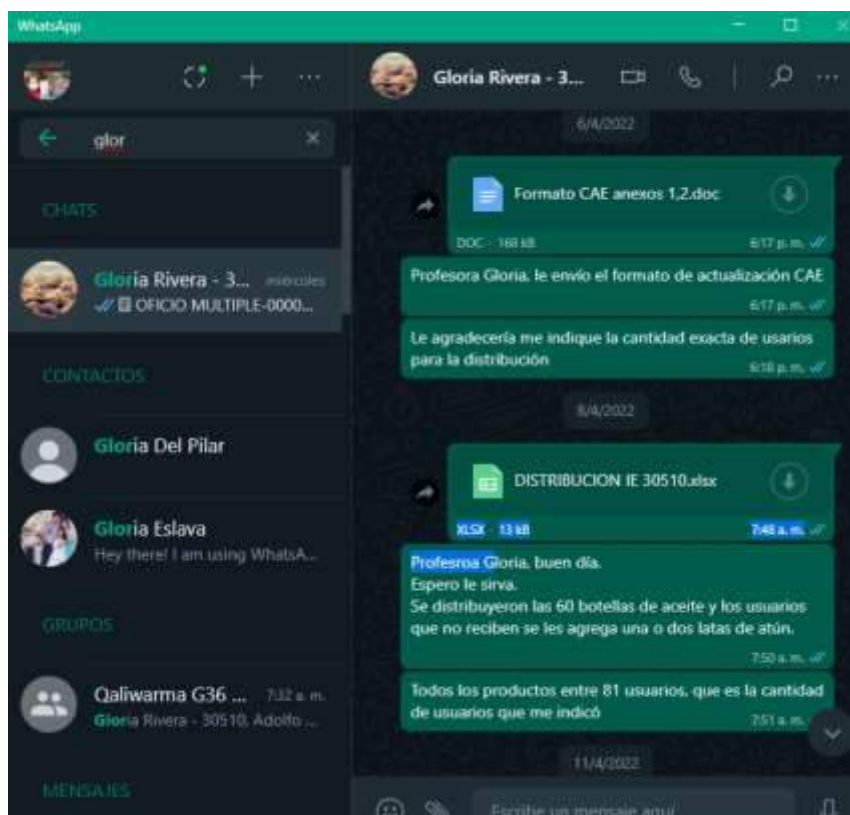 WhatsApp
glor
CHATS
Gloria Rivera - 3... miércoles
OFICIO MULTIPLE-0000...
CONTACTOS
Gloria Del Pilar
Gloria Eslava
Hey there! I am using WhatsA...
GRUPOS
Qaliwarma G36 ... 7:32 a. m.
Gloria Rivera - 30510, Adolfo ...
MENSAJES
Gloria Rivera - 3...
6/4/2022
Formato CAE anexos 1,2.doc
DOC · 168 kB 6:17 p. m.
Profesora Gloria, le envío el formato de actualización CAE
6:17 p. m.
Le agradecería me indique la cantidad exacta de usarios
para la distribución
6:18 p. m.
8/4/2022
DISTRIBUCION IE 30510.xlsx
XLSX · 13 kB 7:48 a. m.
Profesroa Gloria, buen día.
Espero le sirva.
Se distribuyeron las 60 botellas de aceite y los usuarios
que no reciben se les agrega una o dos latas de atún.
7:50 a. m.
Todos los productos entre 81 usuarios, que es la cantidad
de usuarios que me indicó
7:51 a. m.
11/4/2022
Escribe un mensaje aquí